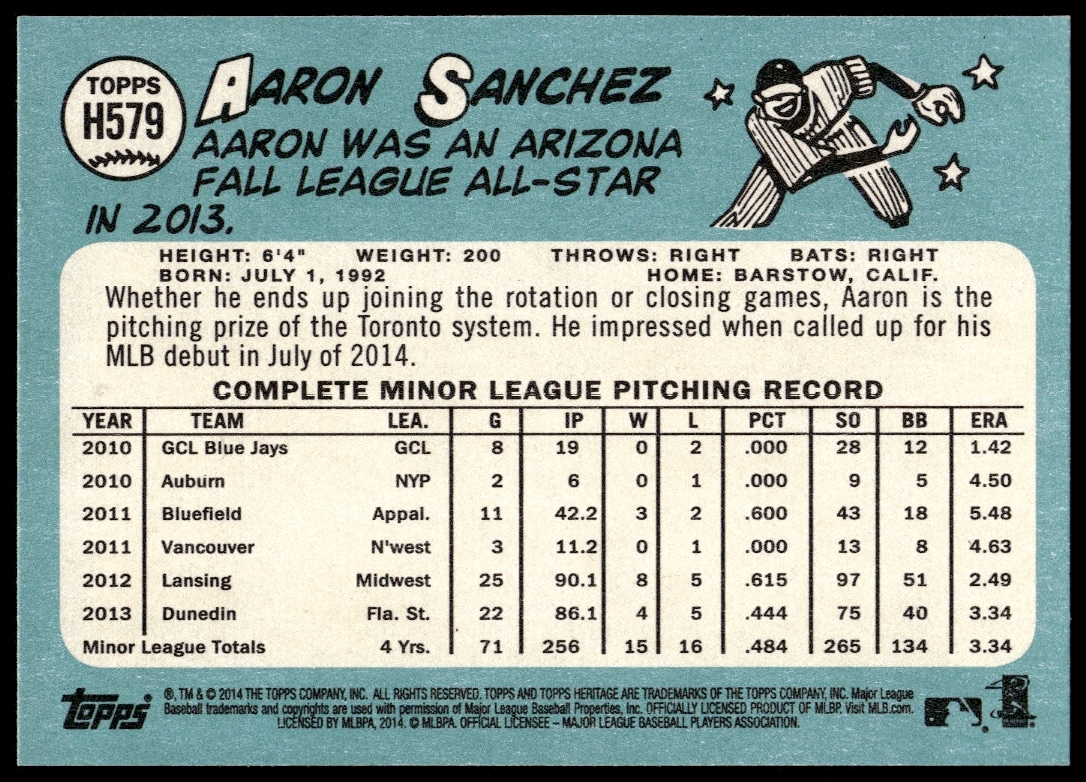 TOPPS
H579
AARON SANCHEZ
AARON WAS AN ARIZONA
FALL LEAGUE ALL-STAR
IN 2013.
HEIGHT: 6'4" WEIGHT: 200 THROWS: RIGHT BATS: RIGHT
BORN: JULY 1, 1992 HOME: BARSTOW, CALIF.
Whether he ends up joining the rotation or closing games, Aaron is the
pitching prize of the Toronto system. He impressed when called up for his
MLB debut in July of 2014.
COMPLETE MINOR LEAGUE PITCHING RECORD
YEAR TEAM LEA. G IP W L PCT SO BB ERA
2010 GCL Blue Jays GCL 8 19 0 2 .000 28 12 1.42
2010 Auburn NYP 2 6 0 1 .000 9 5 4.50
2011 Bluefield Appal. 11 42.2 3 2 .600 43 18 5.48
2011 Vancouver N'west 3 11.2 0 1 .000 13 8 4.63
2012 Lansing Midwest 25 90.1 8 5 .615 97 51 2.49
2013 Dunedin Fla. St. 22 86.1 4 5 .444 75 40 3.34
Minor League Totals 4 Yrs. 71 256 15 16 .484 265 134 3.34
topps
®, TM & © 2014 THE TOPPS COMPANY, INC. ALL RIGHTS RESERVED. TOPPS AND TOPPS HERITAGE ARE TRADEMARKS OF THE TOPPS COMPANY, INC. Major League
Baseball trademarks and copyrights are used with permission of Major League Baseball Properties, Inc. OFFICIALLY LICENSED PRODUCT OF MLBP. Visit MLB.com.
LICENSED BY MLBPA, 2014. © MLBPA. OFFICIAL LICENSEE – MAJOR LEAGUE BASEBALL PLAYERS ASSOCIATION.